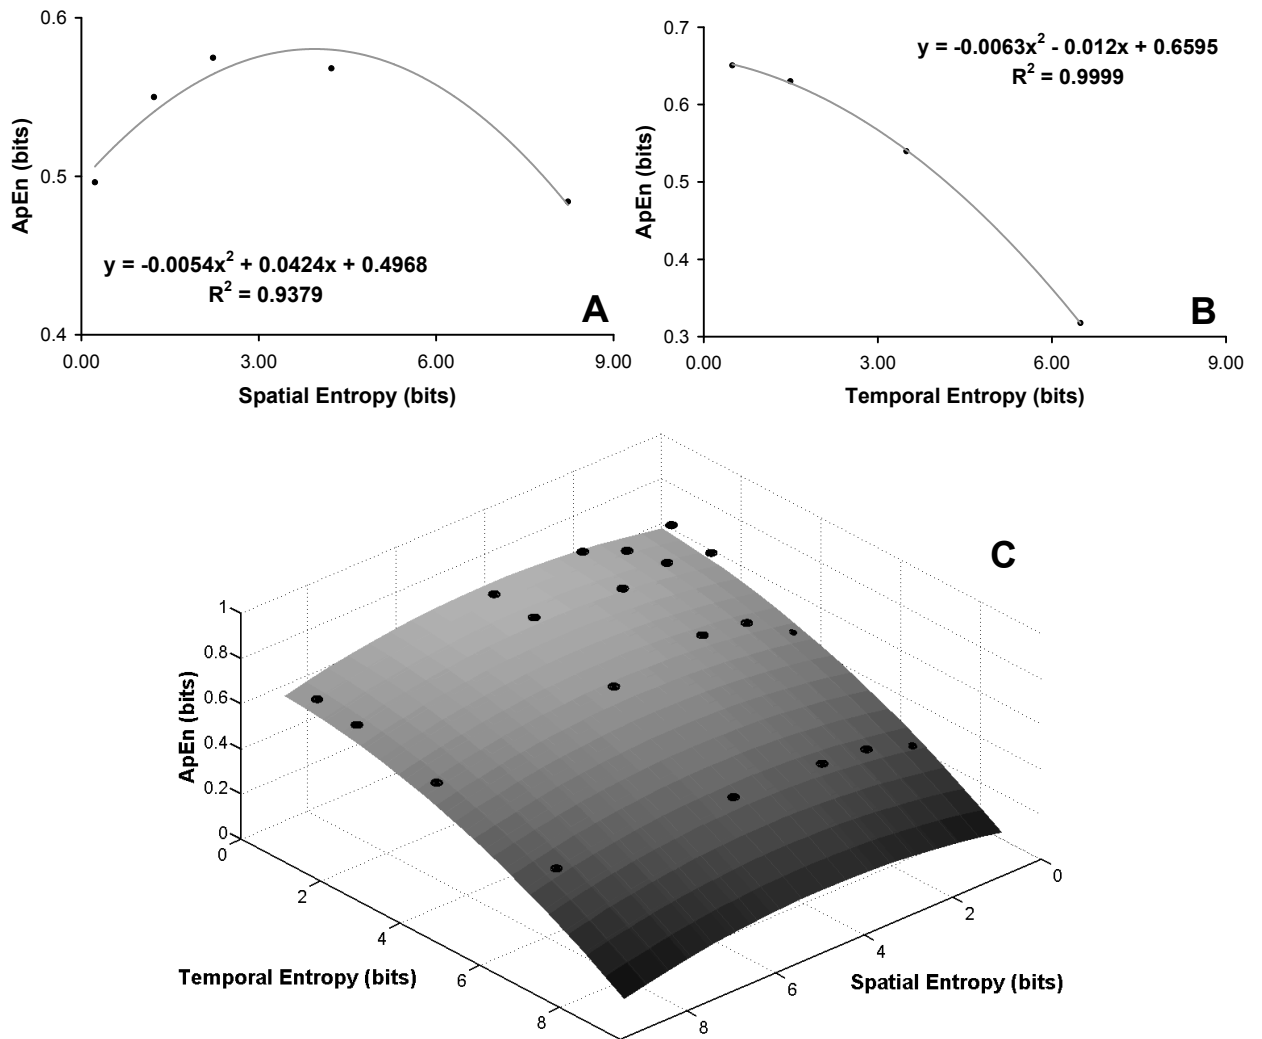 0.6
0.5
0.4
ApEn (bits)
y = -0.0054x² + 0.0424x + 0.4968
R² = 0.9379
A
0.00 3.00 6.00 9.00
Spatial Entropy (bits)
0.7
0.6
0.5
0.4
0.3
ApEn (bits)
y = -0.0063x² - 0.012x + 0.6595
R² = 0.9999
B
0.00 3.00 6.00 9.00
Temporal Entropy (bits)
C
1
0.8
0.6
0.4
0.2
0
ApEn (bits)
0
2
4
6
8
Temporal Entropy (bits)
0
2
4
6
8
Spatial Entropy (bits)